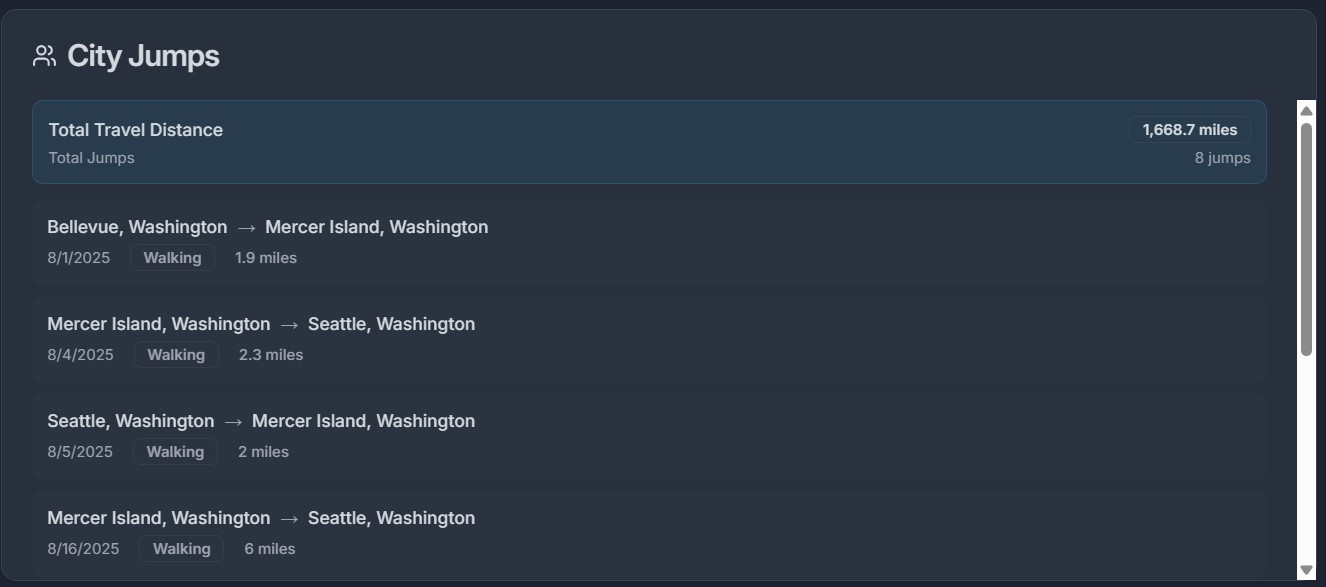 City Jumps
Total Travel Distance 1,668.7 miles
Total Jumps 8 jumps
Bellevue, Washington → Mercer Island, Washington
8/1/2025 Walking 1.9 miles
Mercer Island, Washington → Seattle, Washington
8/4/2025 Walking 2.3 miles
Seattle, Washington → Mercer Island, Washington
8/5/2025 Walking 2 miles
Mercer Island, Washington → Seattle, Washington
8/16/2025 Walking 6 miles